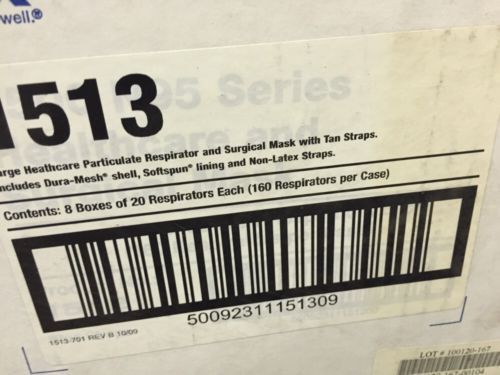 well.®
1513
95 Series
arge Heathcare Particulate Respirator and Surgical Mask with Tan Straps.
ncludes Dura-Mesh® shell, Softspun® lining and Non-Latex Straps.
Contents: 8 Boxes of 20 Respirators Each (160 Respirators per Case)
50092311151309
1513-701 REV B 10/09
LOT # 100120-167